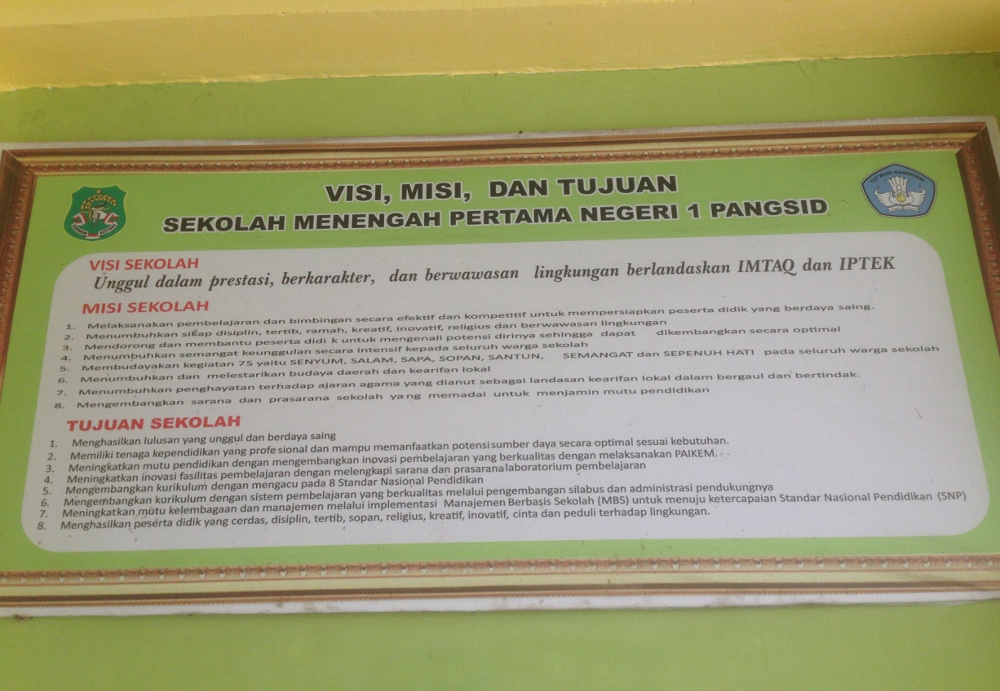 VISI, MISI, DAN TUJUAN
SEKOLAH MENENGAH PERTAMA NEGERI 1 PANGSID
TUT WURI HANDAYANI
VISI SEKOLAH
Unggul dalam prestasi, berkarakter, dan berwawasan lingkungan berlandaskan IMTAQ dan IPTEK
MISI SEKOLAH
1. Melaksanakan pembelajaran dan bimbingan secara efektif dan kompetitif untuk mempersiapkan peserta didik yang berdaya saing.
2. Menumbuhkan sikap disiplin, tertib, ramah, kreatif, inovatif, religius dan berwawasan lingkungan
3. Mendorong dan membantu peserta didi k untuk mengenali potensi dirinya sehingga dapat dikembangkan secara optimal
4. Menumbuhkan semangat keunggulan secara intensif kepada seluruh warga sekolah
5. Membudayakan kegiatan 7S yaitu SENYUM, SALAM, SAPA, SOPAN, SANTUN, SEMANGAT dan SEPENUH HATI pada seluruh warga sekolah
6. Menumbuhkan dan melestarikan budaya daerah dan kearifan lokal
7. Menumbuhkan penghayatan terhadap ajaran agama yang dianut sebagai landasan kearifan lokal dalam bergaul dan bertindak.
8. Mengembangkan sarana dan prasarana sekolah yang memadai untuk menjamin mutu pendidikan
TUJUAN SEKOLAH
1. Menghasilkan lulusan yang unggul dan berdaya saing
2. Memiliki tenaga kependidikan yang profesional dan mampu memanfaatkan potensi sumber daya secara optimal sesuai kebutuhan.
3. Meningkatkan mutu pendidikan dengan mengembangkan inovasi pembelajaran yang berkualitas dengan melaksanakan PAIKEM.
4. Meningkatkan inovasi fasilitas pembelajaran dengan melengkapi sarana dan prasarana laboratorium pembelajaran
5. Mengembangkan kurikulum dengan mengacu pada 8 Standar Nasional Pendidikan
6. Mengembangkan kurikulum dengan sistem pembelajaran yang berkualitas melalui pengembangan silabus dan administrasi pendukungnya
7. Meningkatkan mutu kelembagaan dan manajemen melalui implementasi Manajemen Berbasis Sekolah (MBS) untuk menuju ketercapaian Standar Nasional Pendidikan (SNP)
8. Menghasilkan peserta didik yang cerdas, disiplin, tertib, sopan, religius, kreatif, inovatif, cinta dan peduli terhadap lingkungan.